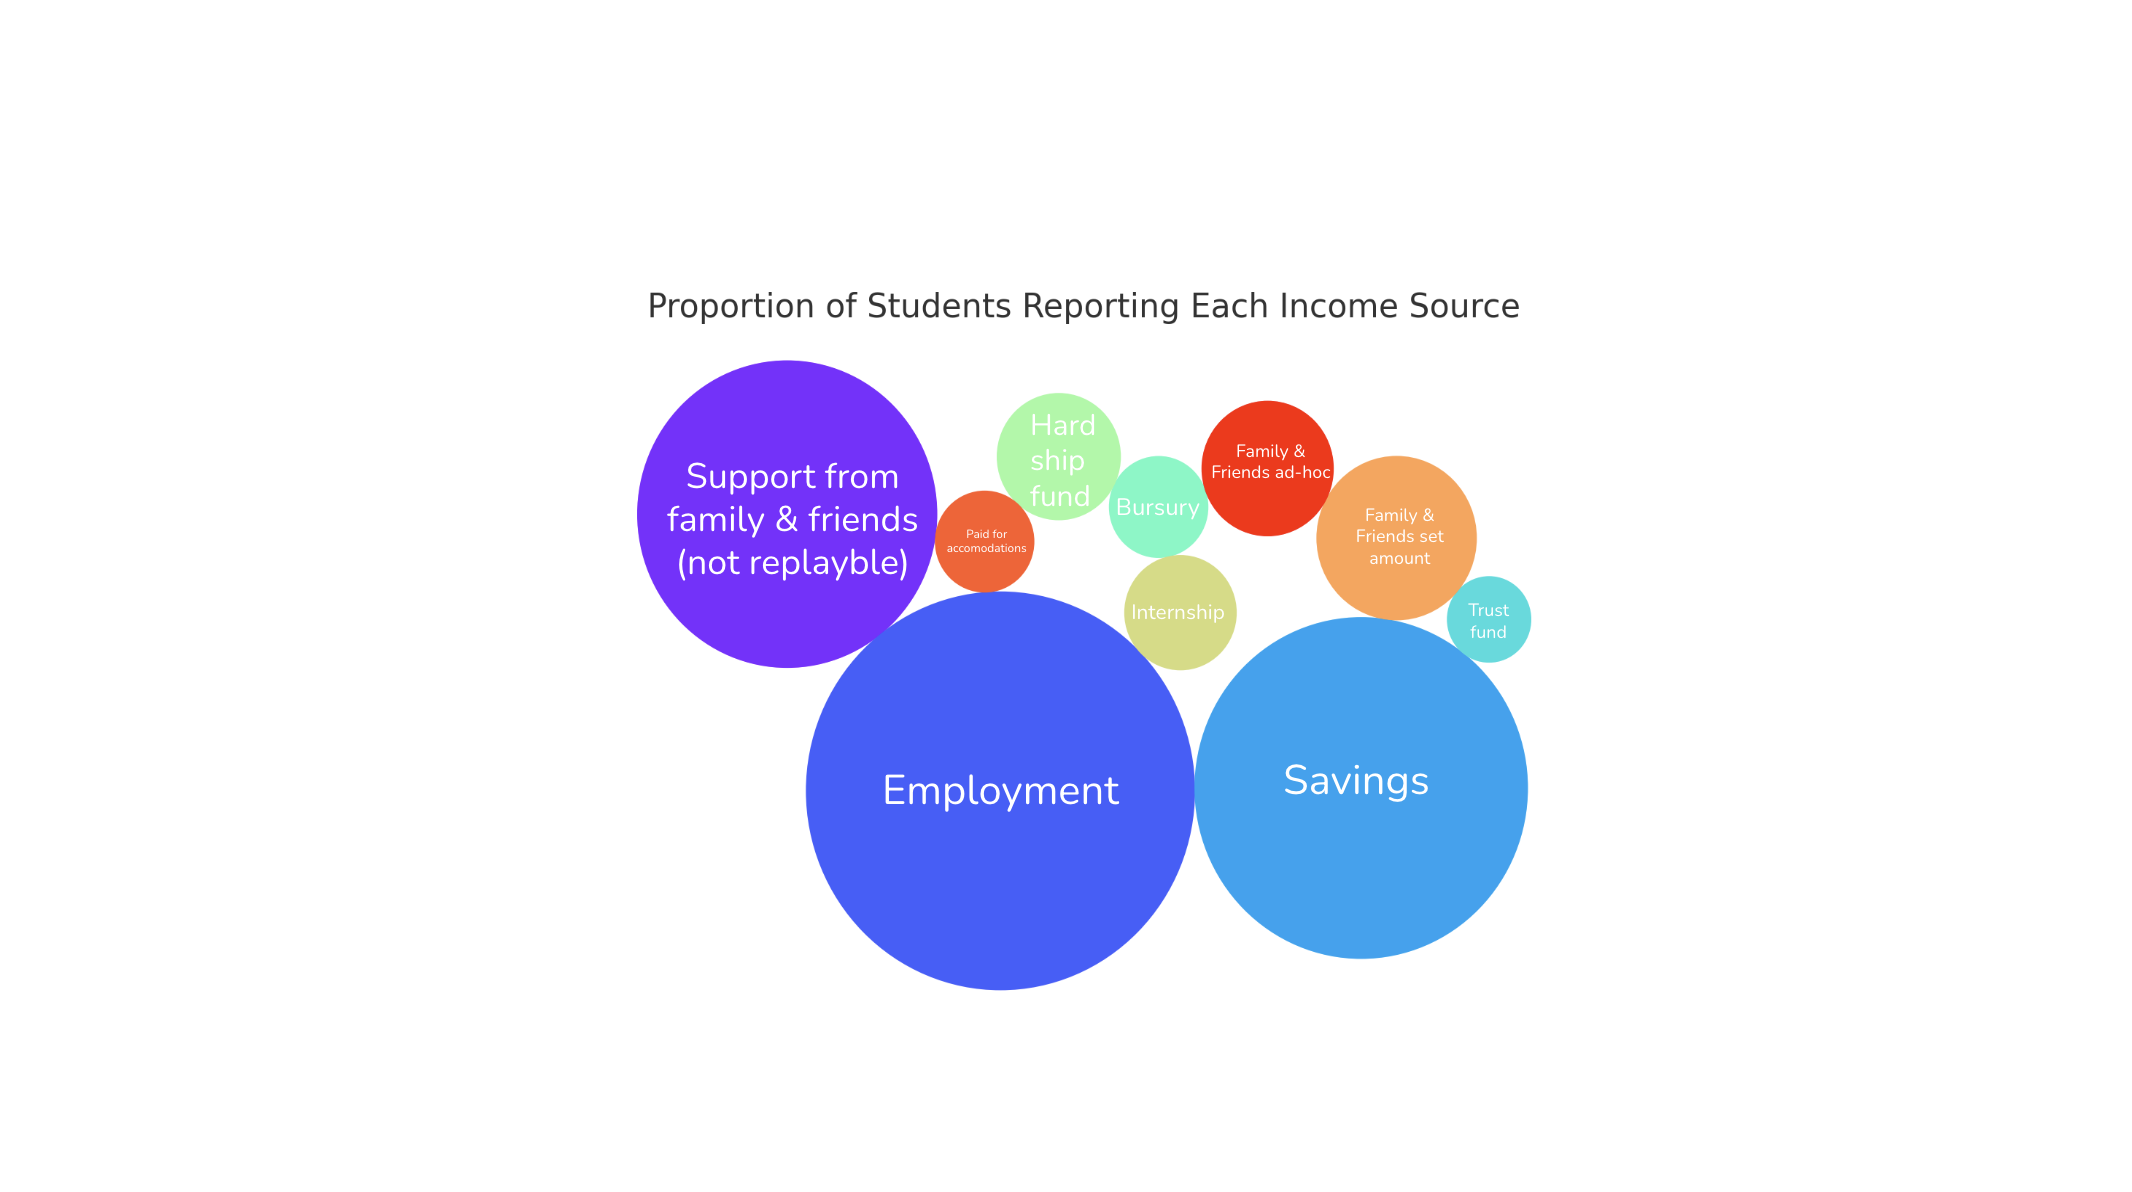 Proportion of Students Reporting Each Income Source
Support from
family & friends
(not replayble)
Hard
ship
fund
Paid for
accomodations
Bursury
Family &
Friends ad-hoc
Family &
Friends set
amount
Internship
Trust
fund
Employment
Savings